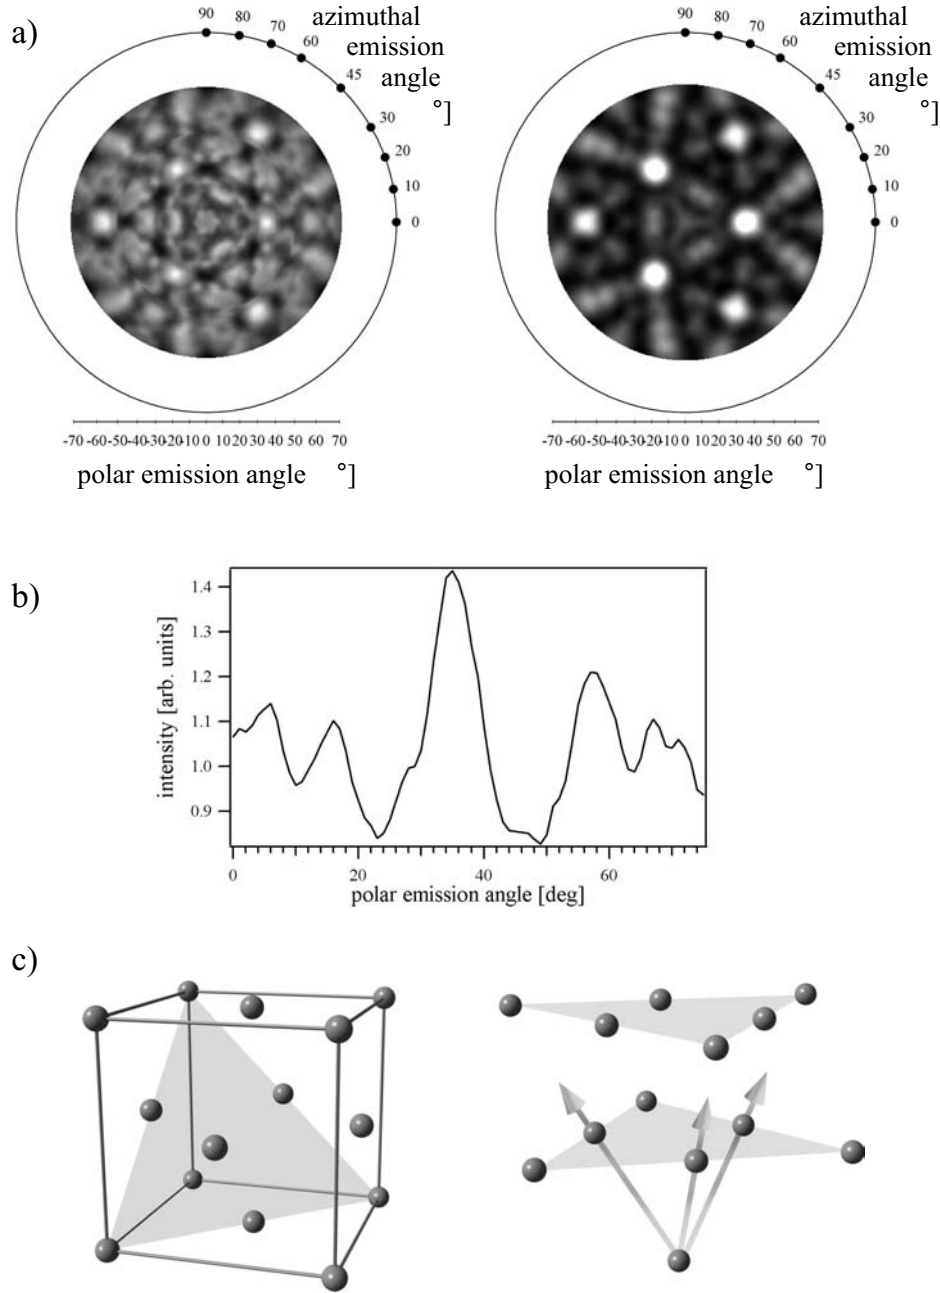 a)
azimuthal
emission
angle
°]
90
80
70
60
45
30
20
10
0
-70 -60 -50 -40 -30 -20 -10 0 10 20 30 40 50 60 70
polar emission angle °]
azimuthal
emission
angle
°]
90
80
70
60
45
30
20
10
0
-70 -60 -50 -40 -30 -20 -10 0 10 20 30 40 50 60 70
polar emission angle °]
b)
intensity [arb. units]
1.4
1.3
1.2
1.1
1.0
0.9
0 20 40 60
polar emission angle [deg]
c)